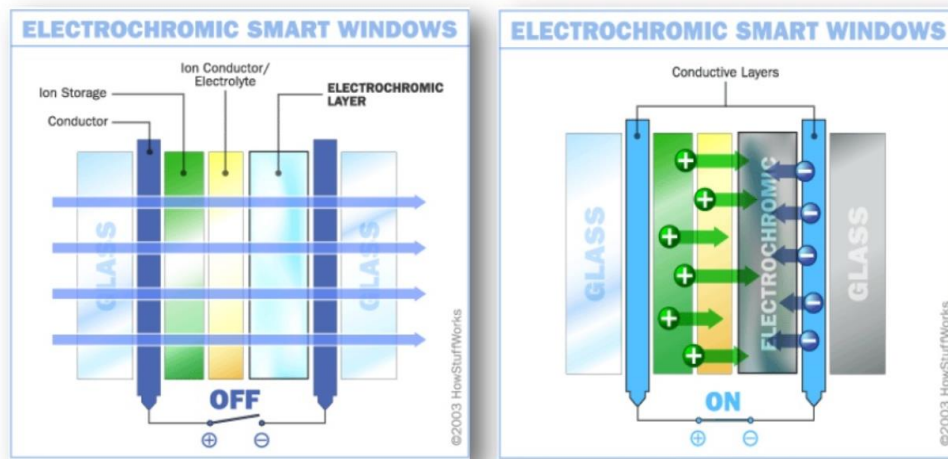 ELECTROCHROMIC SMART WINDOWS
Ion Conductor/
Electrolyte
Ion Storage
ELECTROCHROMIC
LAYER
Conductor
GLASS
GLASS
OFF
+ −
©2003 HowStuffWorks
ELECTROCHROMIC SMART WINDOWS
Conductive Layers
GLASS
ELECTROCHROMIC
GLASS
+
+
+
+
+
+
−
−
−
−
−
ON
+ −
©2003 HowStuffWorks